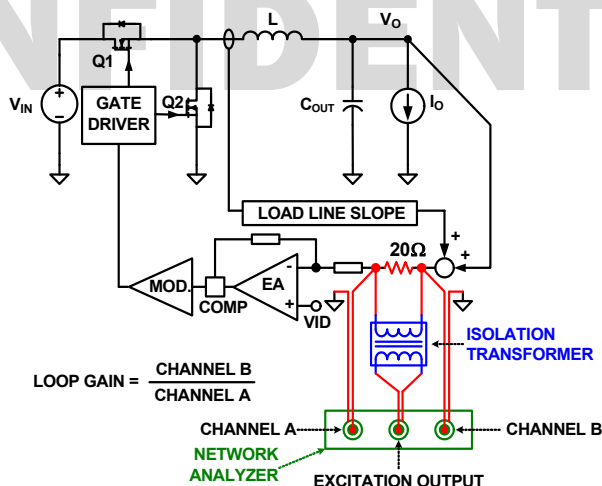 NFIDENT
L
VO
Q1
VIN
GATE DRIVER
Q2
COUT
IO
LOAD LINE SLOPE
+
+
20Ω
MOD.
COMP
EA
-
+
VID
ISOLATION TRANSFORMER
LOOP GAIN = CHANNEL B / CHANNEL A
CHANNEL A
CHANNEL B
NETWORK ANALYZER
EXCITATION OUTPUT